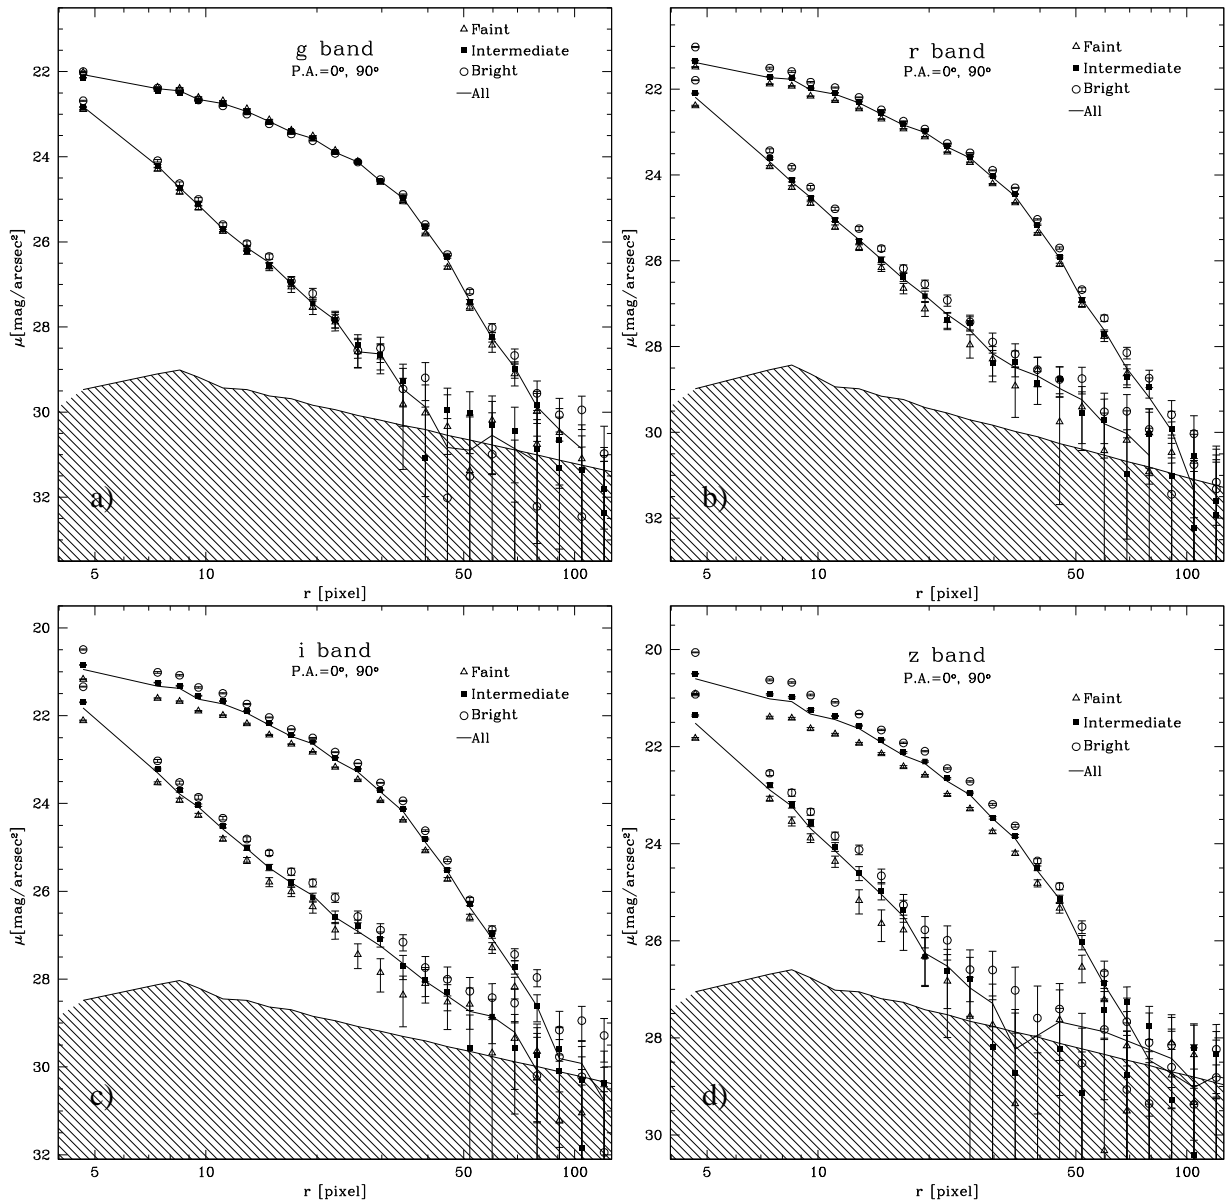 g band
P.A.=0°, 90°
Faint
Intermediate
Bright
All
22
24
26
28
30
32
μ[mag/arcsec²]
a)
5
10
50
100
r [pixel]
r band
P.A.=0°, 90°
Faint
Intermediate
Bright
All
22
24
26
28
30
32
μ[mag/arcsec²]
b)
5
10
50
100
r [pixel]
i band
P.A.=0°, 90°
Faint
Intermediate
Bright
All
20
22
24
26
28
30
32
μ[mag/arcsec²]
c)
5
10
50
100
r [pixel]
z band
P.A.=0°, 90°
Faint
Intermediate
Bright
All
20
22
24
26
28
30
μ[mag/arcsec²]
d)
5
10
50
100
r [pixel]